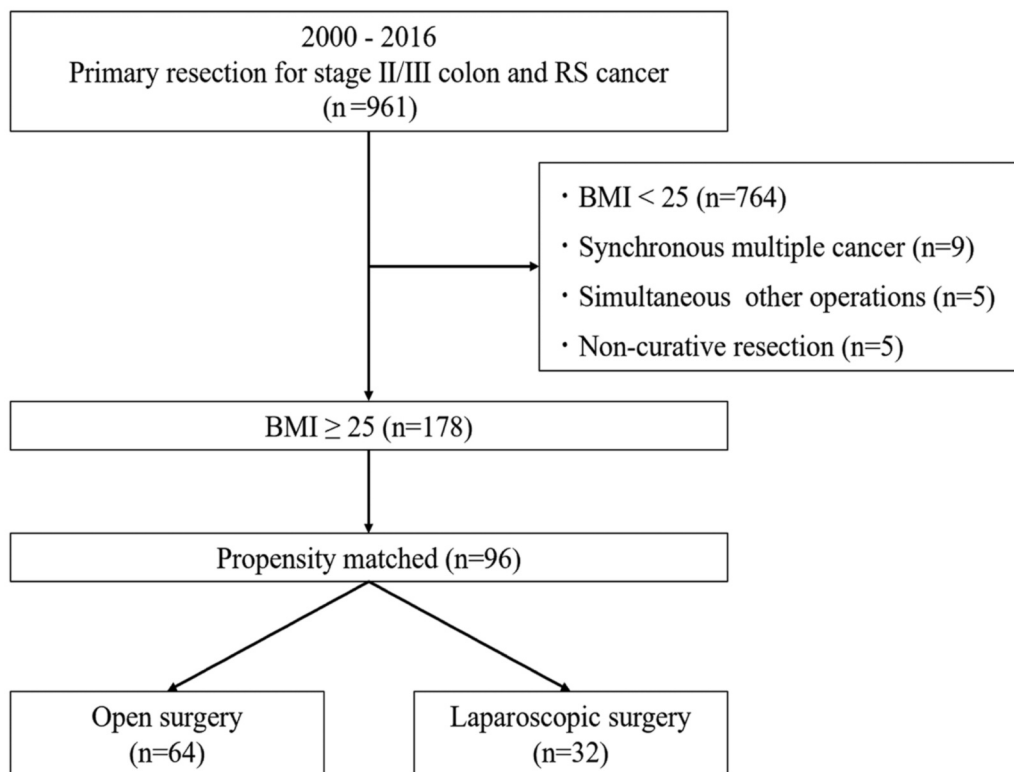 2000 - 2016
Primary resection for stage II/III colon and RS cancer
(n =961)
・BMI < 25 (n=764)
・Synchronous multiple cancer (n=9)
・Simultaneous other operations (n=5)
・Non-curative resection (n=5)
BMI ≥ 25 (n=178)
Propensity matched (n=96)
Open surgery
(n=64)
Laparoscopic surgery
(n=32)